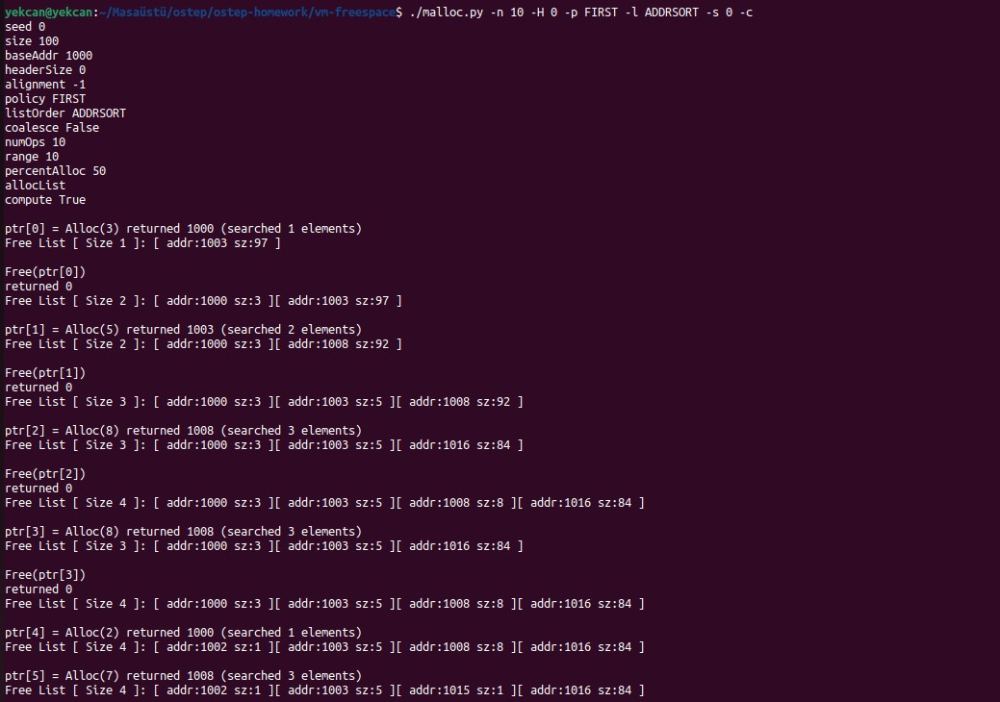 yekcan@yekcan:~/Masaüstü/ostep/ostep-homework/vm-freespace$ ./malloc.py -n 10 -H 0 -p FIRST -l ADDRSORT -s 0 -c
seed 0
size 100
baseAddr 1000
headerSize 0
alignment -1
policy FIRST
listOrder ADDRSORT
coalesce False
numOps 10
range 10
percentAlloc 50
allocList
compute True

ptr[0] = Alloc(3) returned 1000 (searched 1 elements)
Free List [ Size 1 ]: [ addr:1003 sz:97 ]

Free(ptr[0])
returned 0
Free List [ Size 2 ]: [ addr:1000 sz:3 ][ addr:1003 sz:97 ]

ptr[1] = Alloc(5) returned 1003 (searched 2 elements)
Free List [ Size 2 ]: [ addr:1000 sz:3 ][ addr:1008 sz:92 ]

Free(ptr[1])
returned 0
Free List [ Size 3 ]: [ addr:1000 sz:3 ][ addr:1003 sz:5 ][ addr:1008 sz:92 ]

ptr[2] = Alloc(8) returned 1008 (searched 3 elements)
Free List [ Size 3 ]: [ addr:1000 sz:3 ][ addr:1003 sz:5 ][ addr:1016 sz:84 ]

Free(ptr[2])
returned 0
Free List [ Size 4 ]: [ addr:1000 sz:3 ][ addr:1003 sz:5 ][ addr:1008 sz:8 ][ addr:1016 sz:84 ]

ptr[3] = Alloc(8) returned 1008 (searched 3 elements)
Free List [ Size 3 ]: [ addr:1000 sz:3 ][ addr:1003 sz:5 ][ addr:1016 sz:84 ]

Free(ptr[3])
returned 0
Free List [ Size 4 ]: [ addr:1000 sz:3 ][ addr:1003 sz:5 ][ addr:1008 sz:8 ][ addr:1016 sz:84 ]

ptr[4] = Alloc(2) returned 1000 (searched 1 elements)
Free List [ Size 4 ]: [ addr:1002 sz:1 ][ addr:1003 sz:5 ][ addr:1008 sz:8 ][ addr:1016 sz:84 ]

ptr[5] = Alloc(7) returned 1008 (searched 3 elements)
Free List [ Size 4 ]: [ addr:1002 sz:1 ][ addr:1003 sz:5 ][ addr:1015 sz:1 ][ addr:1016 sz:84 ]